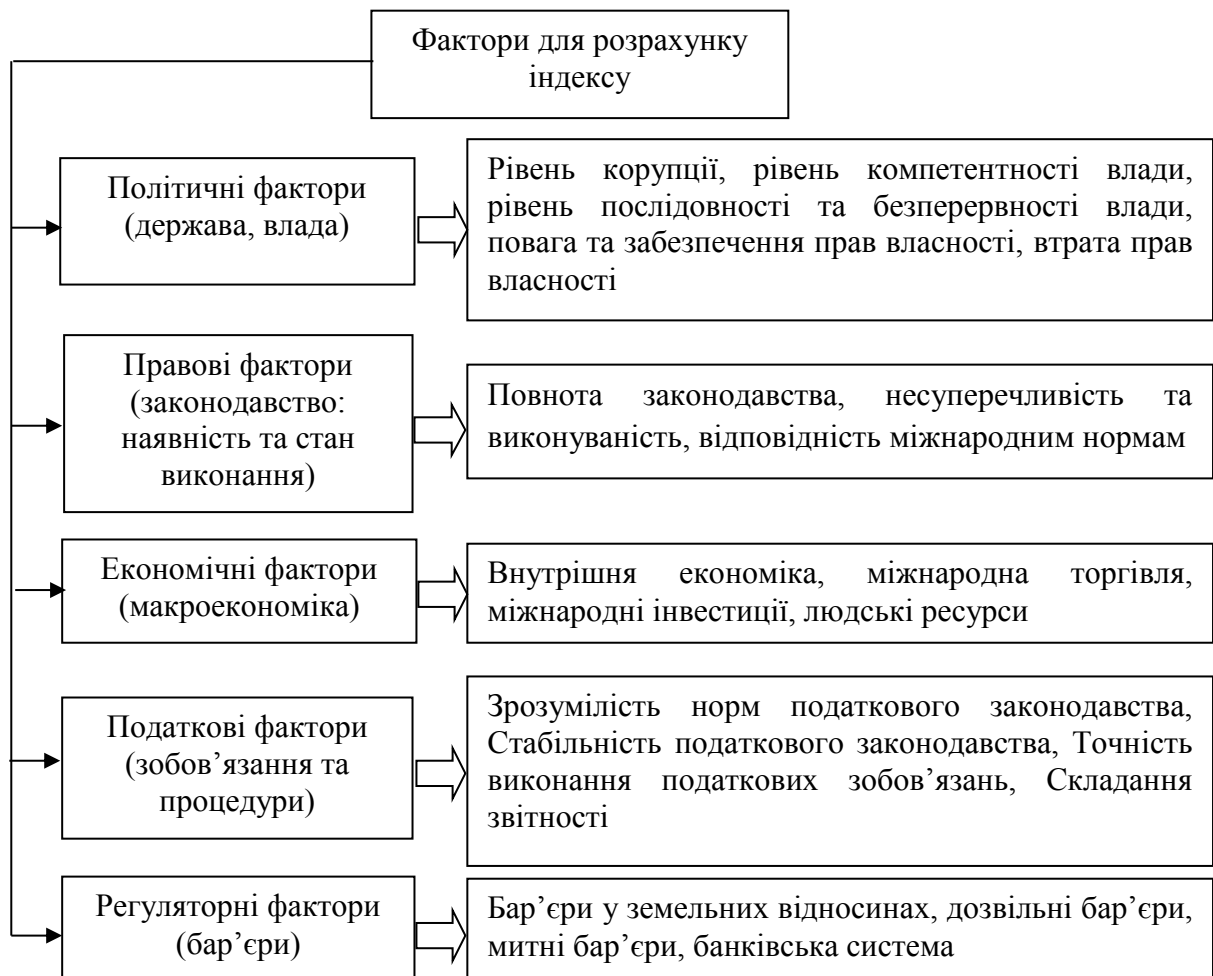 Фактори для розрахунку
індексу
Політичні фактори
(держава, влада)
Рівень корупції, рівень компетентності влади,
рівень послідовності та безперервності влади,
повага та забезпечення прав власності, втрата прав
власності
Правові фактори
(законодавство:
наявність та стан
виконання)
Повнота законодавства, несуперечливість та
виконуваність, відповідність міжнародним нормам
Економічні фактори
(макроекономіка)
Внутрішня економіка, міжнародна торгівля,
міжнародні інвестиції, людські ресурси
Податкові фактори
(зобов’язання та
процедури)
Зрозумілість норм податкового законодавства,
Стабільність податкового законодавства, Точність
виконання податкових зобов’язань, Складання
звітності
Регуляторні фактори
(бар’єри)
Бар’єри у земельних відносинах, дозвільні бар’єри,
митні бар’єри, банківська система